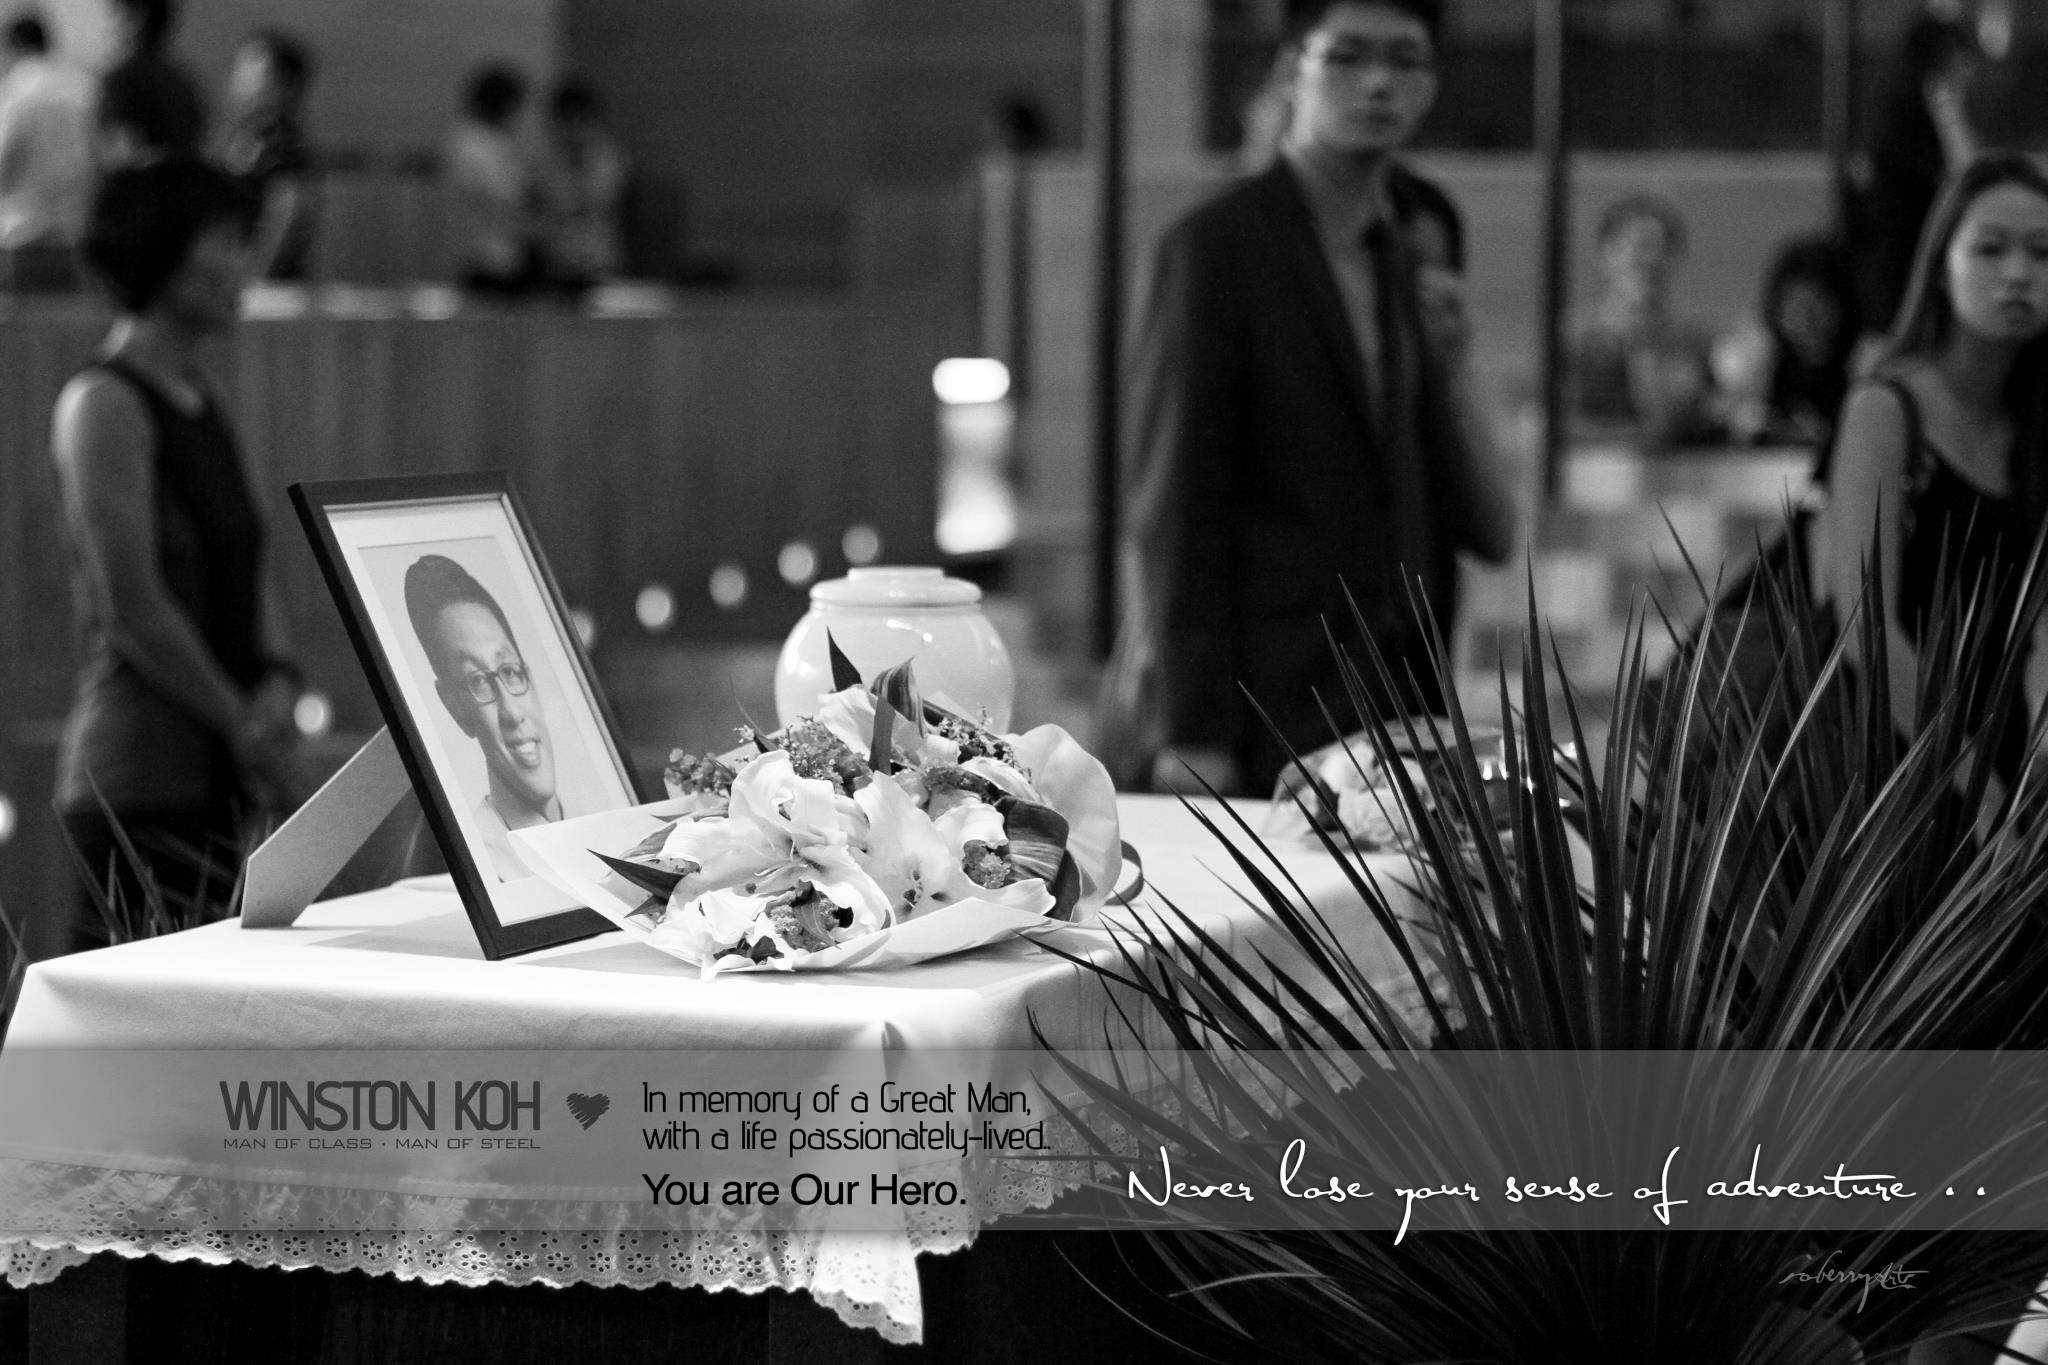 WINSTON KOH
MAN OF CLASS · MAN OF STEEL
In memory of a Great Man,
with a life passionately-lived..
You are Our Hero.
Never lose your sense of adventure ..
roberryarts